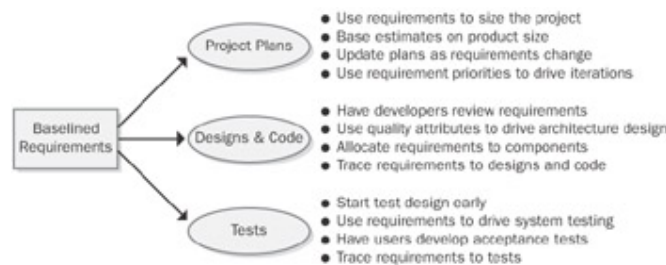 Baselined
Requirements
Project Plans
● Use requirements to size the project
● Base estimates on product size
● Update plans as requirements change
● Use requirement priorities to drive iterations
Designs & Code
● Have developers review requirements
● Use quality attributes to drive architecture design
● Allocate requirements to components
● Trace requirements to designs and code
Tests
● Start test design early
● Use requirements to drive system testing
● Have users develop acceptance tests
● Trace requirements to tests